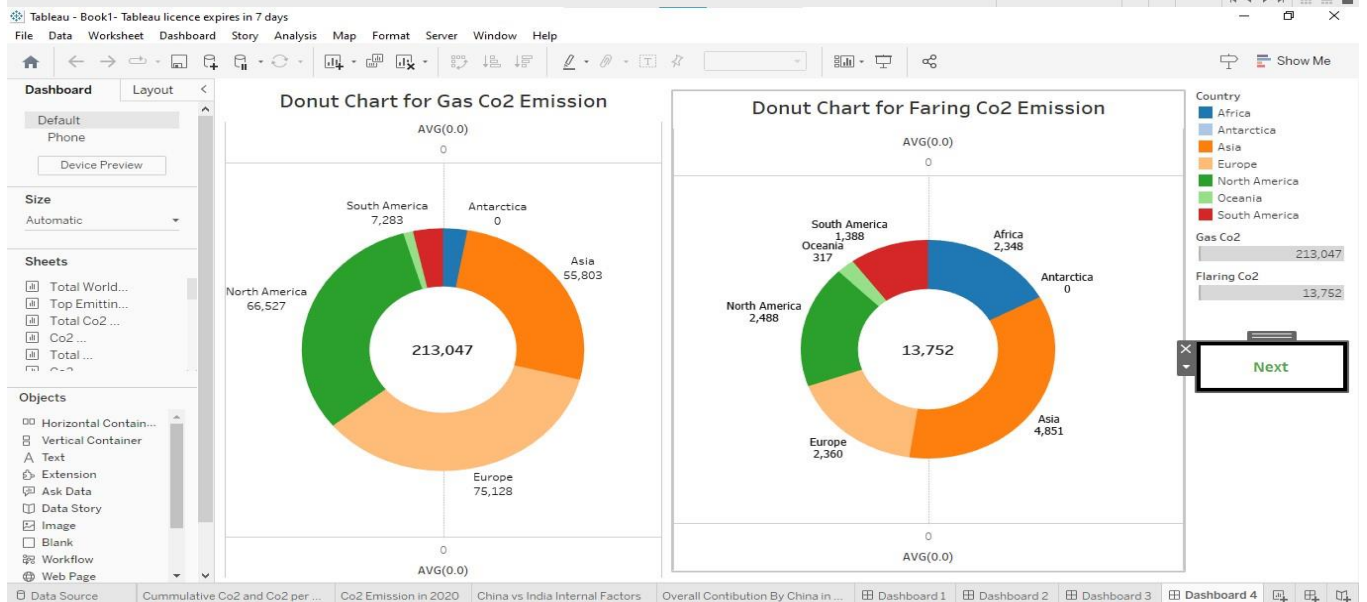 Tableau - Book1- Tableau licence expires in 7 days
File Data Worksheet Dashboard Story Analysis Map Format Server Window Help
Show Me
Dashboard Layout
Default
Phone
Device Preview
Size
Automatic
Sheets
Total World...
Top Emittin...
Total Co2 ...
Co2 ...
Total ...
Objects
Horizontal Contain...
Vertical Container
Text
Extension
Ask Data
Data Story
Image
Blank
Workflow
Web Page
Donut Chart for Gas Co2 Emission
AVG(0.0)
0
South America
7,283
Antarctica
0
Asia
55,803
North America
66,527
213,047
Europe
75,128
0
AVG(0.0)
Donut Chart for Faring Co2 Emission
AVG(0.0)
0
South America
1,388
Oceania
317
Africa
2,348
Antarctica
0
North America
2,488
13,752
Asia
4,851
Europe
2,360
0
AVG(0.0)
Country
Africa
Antarctica
Asia
Europe
North America
Oceania
South America
Gas Co2
213,047
Flaring Co2
13,752
Next
Data Source Cummulative Co2 and Co2 per ... Co2 Emission in 2020 China vs India Internal Factors Overall Contibution By China in ... Dashboard 1 Dashboard 2 Dashboard 3 Dashboard 4